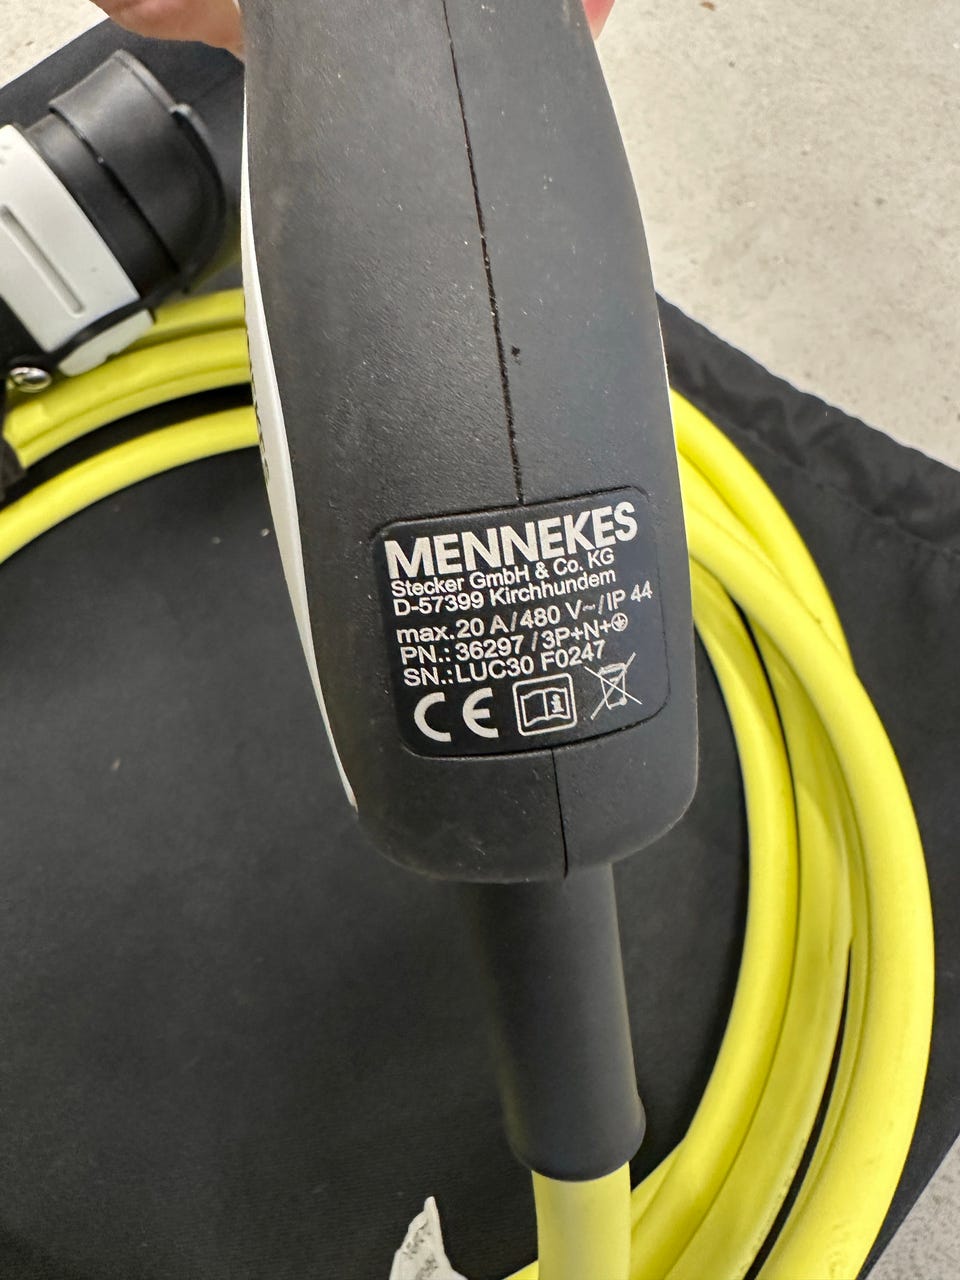 MENNEKES
Stecker GmbH & Co. KG
D-57399 Kirchhundem
max. 20 A / 480 V~ / IP 44
PN.: 36297 / 3P+N+⏚
SN.: LUC30 F0247
CE